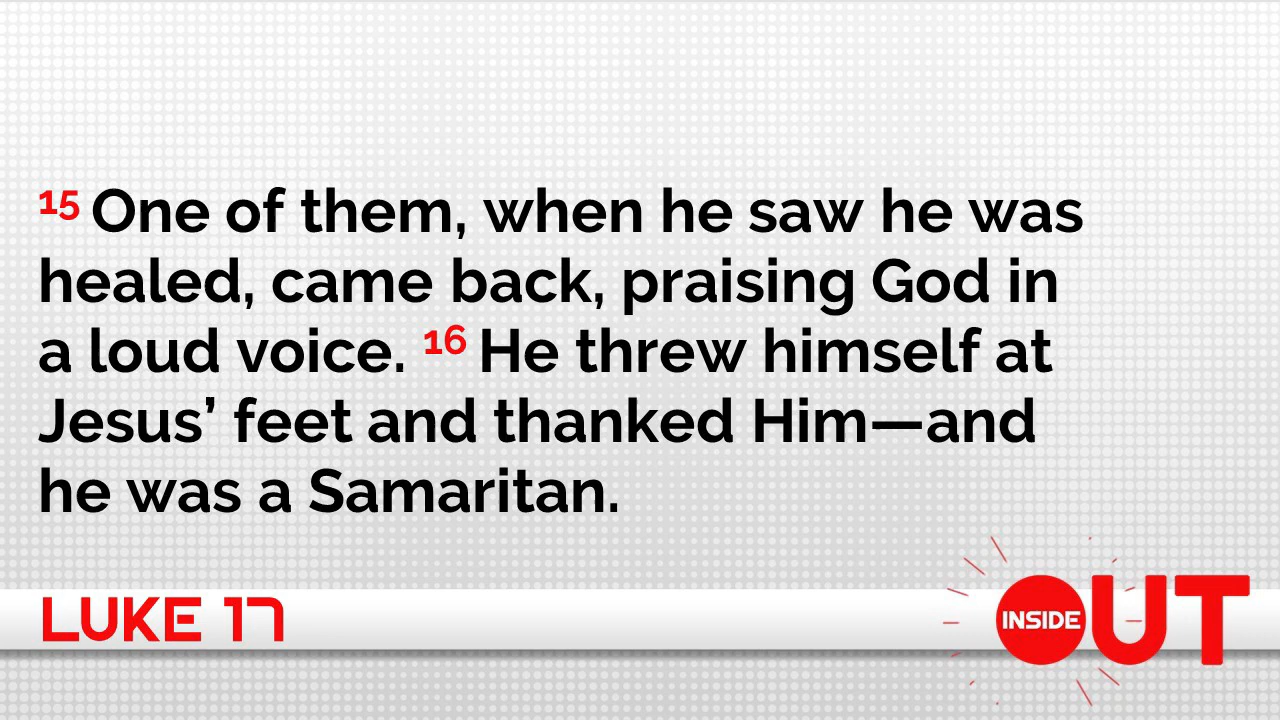 15 One of them, when he saw he was
healed, came back, praising God in
a loud voice. 16 He threw himself at
Jesus’ feet and thanked Him—and
he was a Samaritan.
LUKE 17
INSIDE OUT